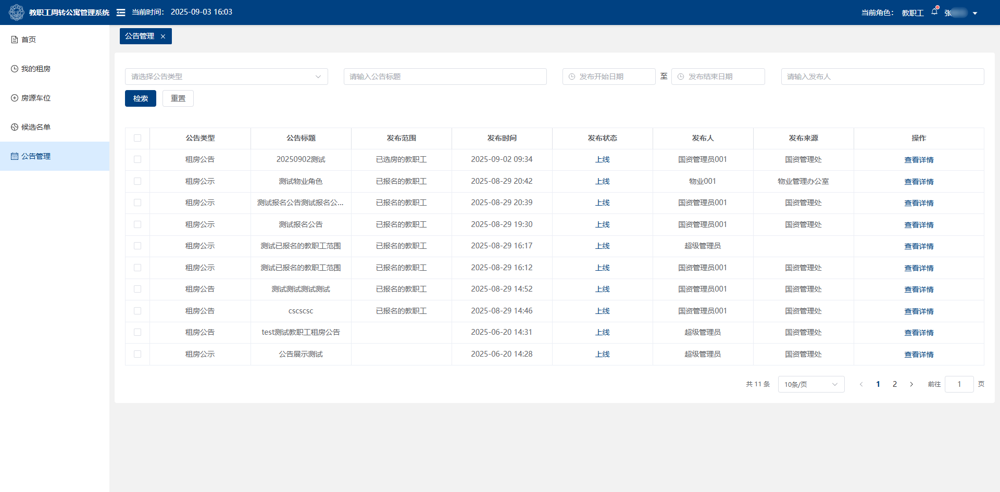 教职工周转公寓管理系统 当前时间： 2025-09-03 16:03 当前角色： 教职工 张
首页
我的租房
房源车位
候选名单
公告管理
公告管理
请选择公告类型 请输入公告标题 发布开始日期 至 发布结束日期 请输入发布人
检索 重置
公告类型 公告标题 发布范围 发布时间 发布状态 发布人 发布来源 操作
租房公告 20250902测试 已选房的教职工 2025-09-02 09:34 上线 国资管理员001 国资管理处 查看详情
租房公示 测试物业角色 已报名的教职工 2025-08-29 20:42 上线 物业001 物业管理办公室 查看详情
租房公示 测试报名公告测试报名公... 已报名的教职工 2025-08-29 20:39 上线 国资管理员001 国资管理处 查看详情
租房公示 测试报名公告 已报名的教职工 2025-08-29 19:30 上线 国资管理员001 国资管理处 查看详情
租房公示 测试已报名的教职工范围 已报名的教职工 2025-08-29 16:17 上线 超级管理员 查看详情
租房公示 测试已报名的教职工范围 已报名的教职工 2025-08-29 16:12 上线 国资管理员001 国资管理处 查看详情
租房公告 测试测试测试测试 已报名的教职工 2025-08-29 14:52 上线 国资管理员001 国资管理处 查看详情
租房公告 cscscsc 已报名的教职工 2025-08-29 14:46 上线 国资管理员001 国资管理处 查看详情
租房公告 test测试教职工租房公告 2025-06-20 14:31 上线 超级管理员 国资管理处 查看详情
租房公示 公告展示测试 2025-06-20 14:28 上线 超级管理员 国资管理处 查看详情
共 11 条 10条/页 1 2 前往 1 页